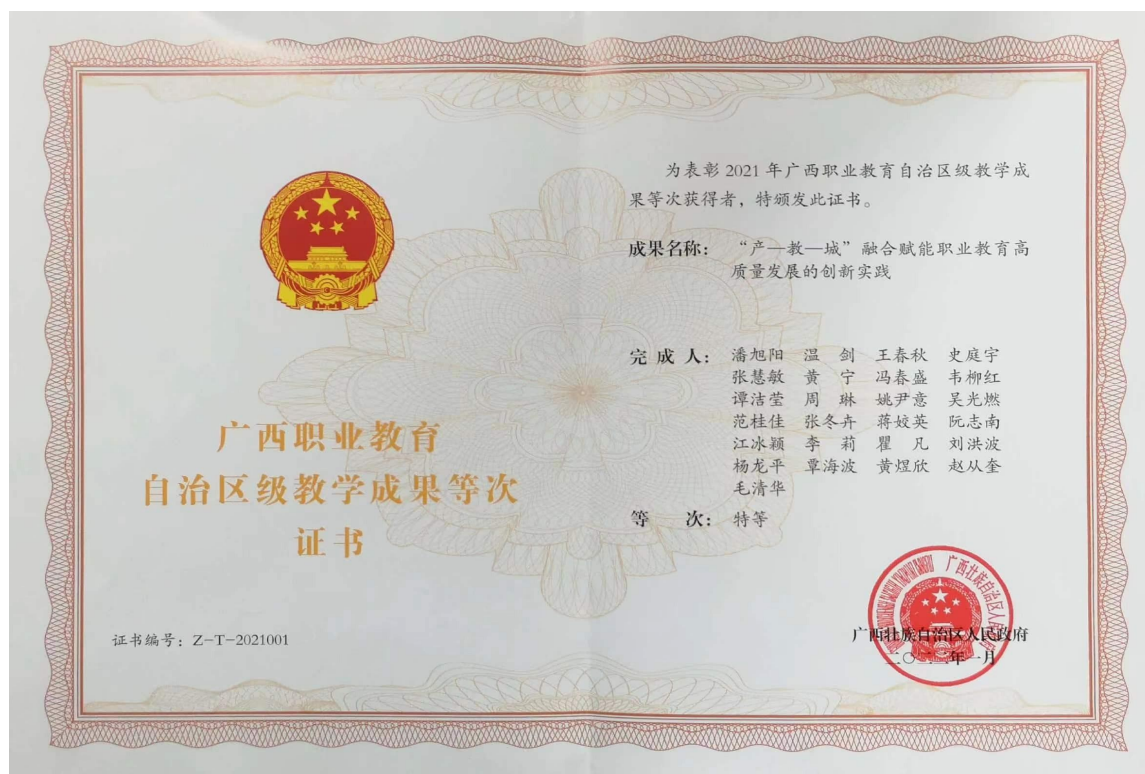 广西职业教育
自治区级教学成果等次
证书
证书编号：Z-T-2021001
为表彰 2021 年广西职业教育自治区级教学成
果等次获得者，特颁发此证书。
成果名称： “产—教—城”融合赋能职业教育高
质量发展的创新实践
完 成 人： 潘旭阳 温 剑 王春秋 史庭宇
张慧敏 黄 宁 冯春盛 韦柳红
谭洁莹 周 琳 姚尹意 吴光燃
范桂佳 张冬卉 蒋姣英 阮志南
江冰颖 李 莉 瞿 凡 刘洪波
杨龙平 覃海波 黄煜欣 赵从奎
毛清华
等 次： 特等
广西壮族自治区人民政府
二〇二二年一月